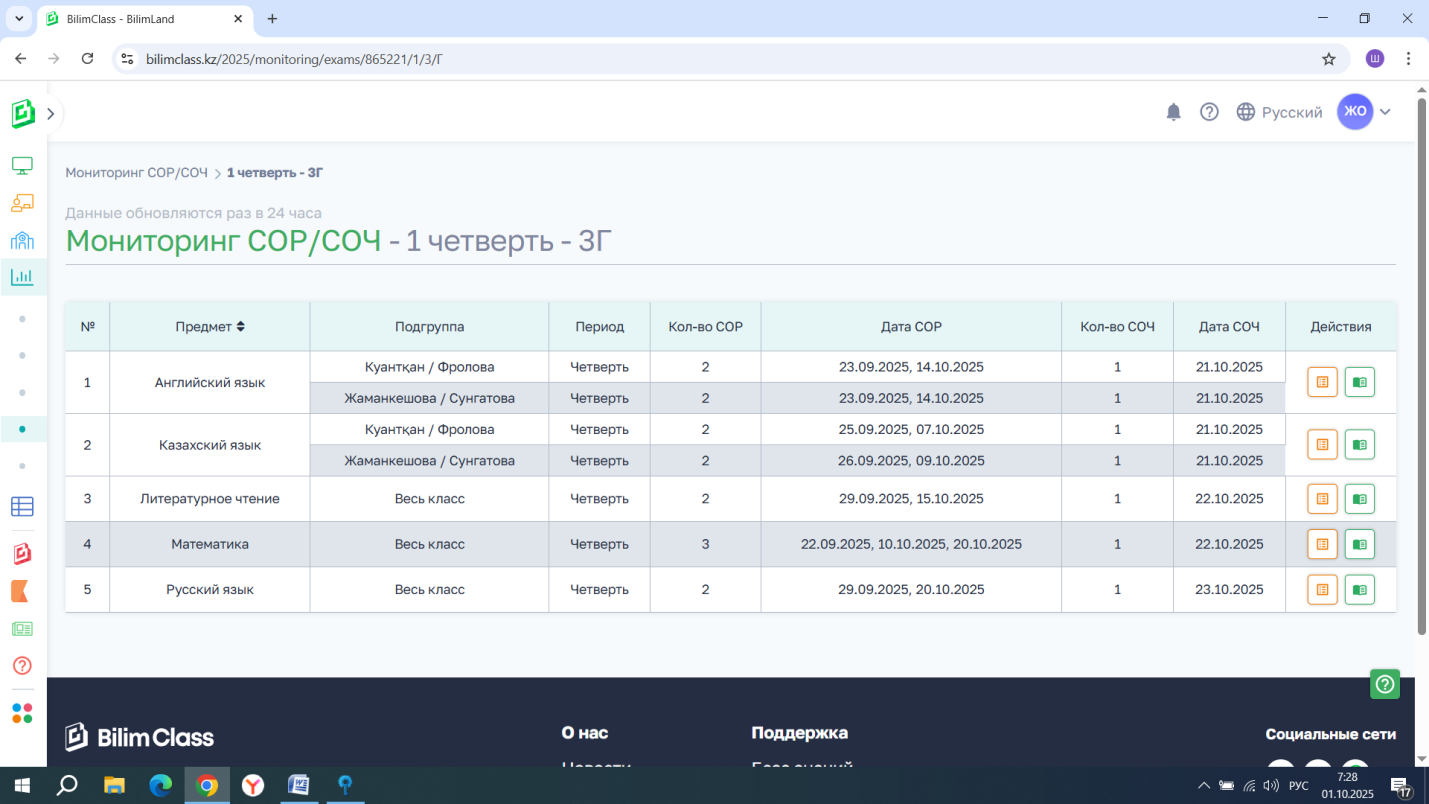 BilimClass - BilimLand
bilimclass.kz/2025/monitoring/exams/865221/1/3/Г
Ш
Русский
ЖО
Мониторинг СОР/СОЧ > 1 четверть - 3Г
Данные обновляются раз в 24 часа
Мониторинг СОР/СОЧ - 1 четверть - 3Г
№ Предмет Подгруппа Период Кол-во СОР Дата СОР Кол-во СОЧ Дата СОЧ Действия
1 Английский язык Куантқан / Фролова Четверть 2 23.09.2025, 14.10.2025 1 21.10.2025
Жаманкешова / Сунгатова Четверть 2 23.09.2025, 14.10.2025 1 21.10.2025
2 Казахский язык Куантқан / Фролова Четверть 2 25.09.2025, 07.10.2025 1 21.10.2025
Жаманкешова / Сунгатова Четверть 2 26.09.2025, 09.10.2025 1 21.10.2025
3 Литературное чтение Весь класс Четверть 2 29.09.2025, 15.10.2025 1 22.10.2025
4 Математика Весь класс Четверть 3 22.09.2025, 10.10.2025, 20.10.2025 1 22.10.2025
5 Русский язык Весь класс Четверть 2 29.09.2025, 20.10.2025 1 23.10.2025
Bilim Class
О нас
Поддержка
Социальные сети
Новости
База знаний
РУС
7:28
01.10.2025
17